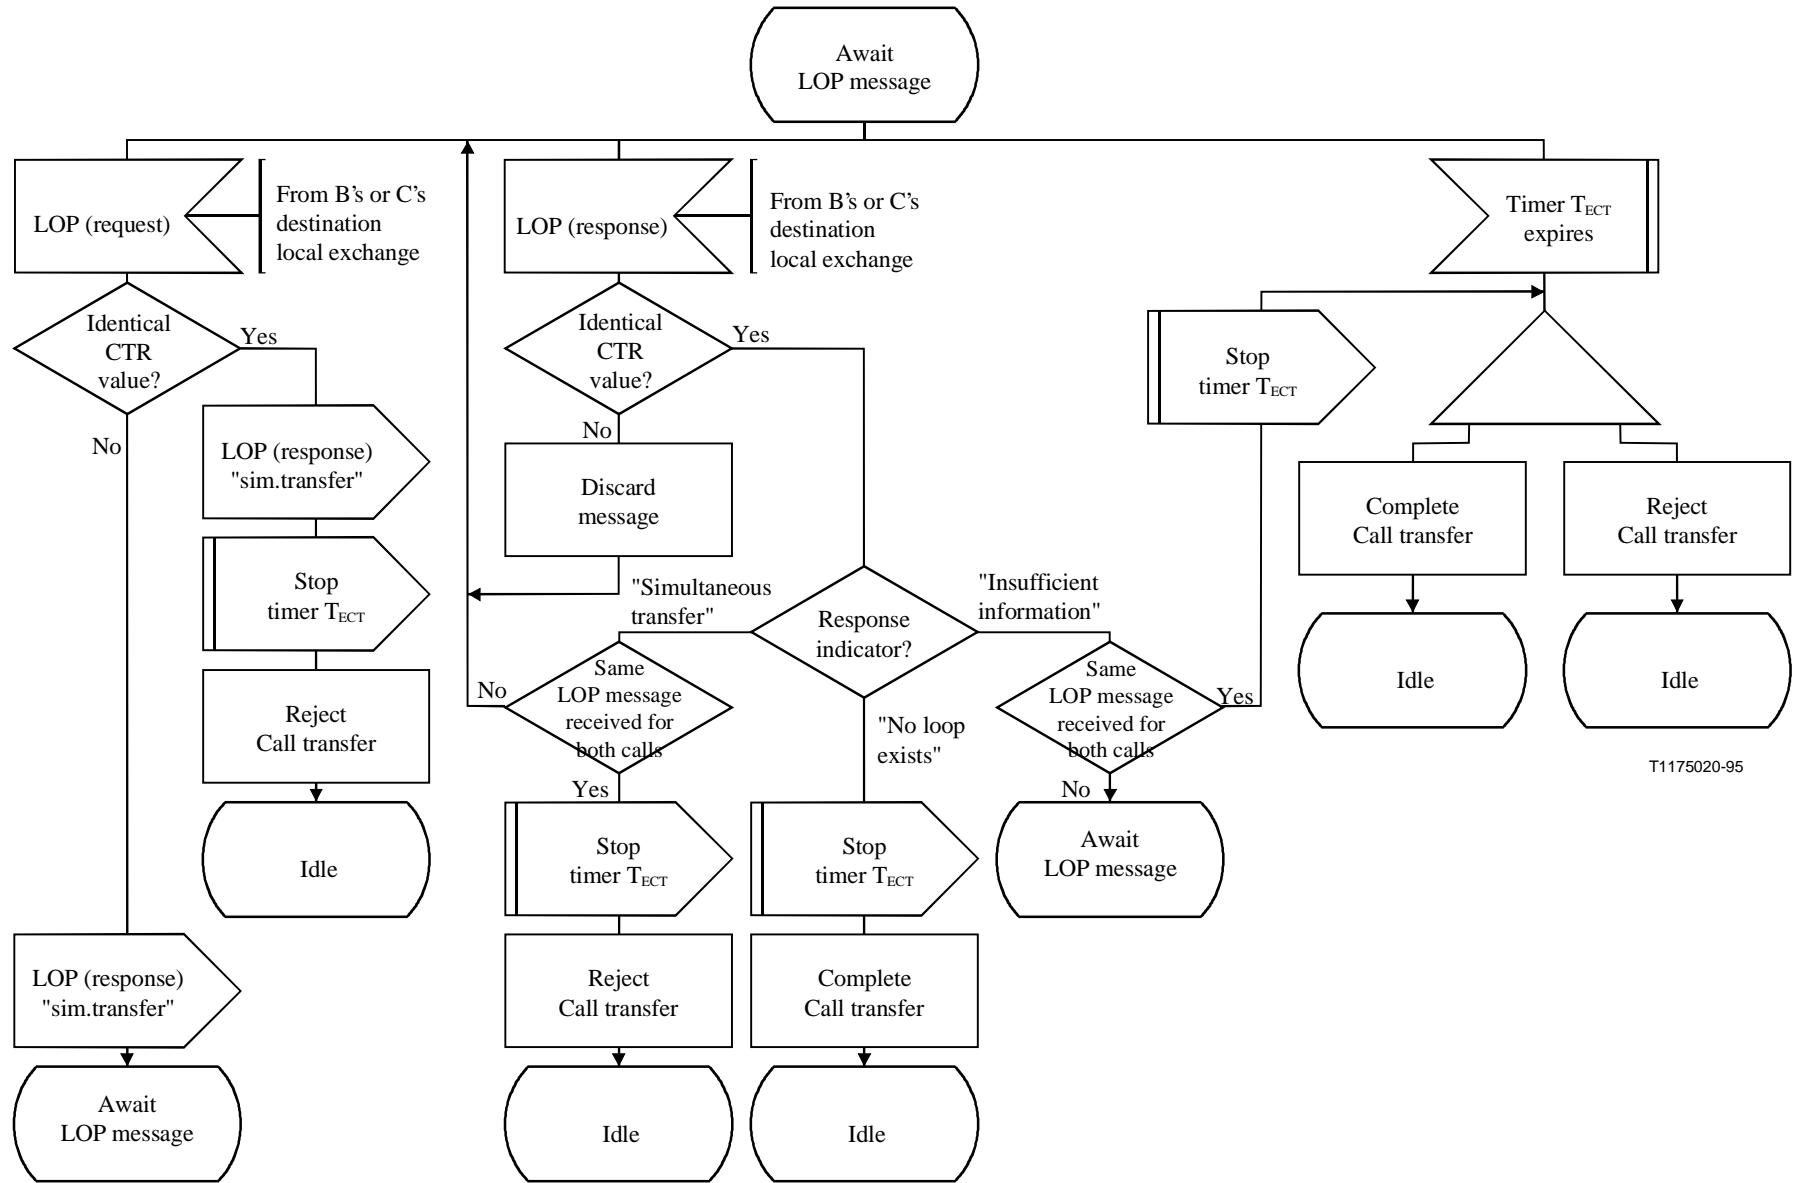 Await
LOP message
LOP (request)
From B's or C's
destination
local exchange
LOP (response)
From B's or C's
destination
local exchange
Timer TECT
expires
Identical
CTR
value?
Yes
No
Identical
CTR
value?
Yes
No
Stop
timer TECT
LOP (response)
"sim.transfer"
Discard
message
Complete
Call transfer
Reject
Call transfer
Stop
timer TECT
"Simultaneous
transfer"
Response
indicator?
"Insufficient
information"
Idle
Idle
Reject
Call transfer
No
Same
LOP message
received for
both calls
Yes
"No loop
exists"
Same
LOP message
received for
both calls
Yes
No
T1175020-95
Idle
Stop
timer TECT
Stop
timer TECT
Await
LOP message
LOP (response)
"sim.transfer"
Reject
Call transfer
Complete
Call transfer
Await
LOP message
Idle
Idle